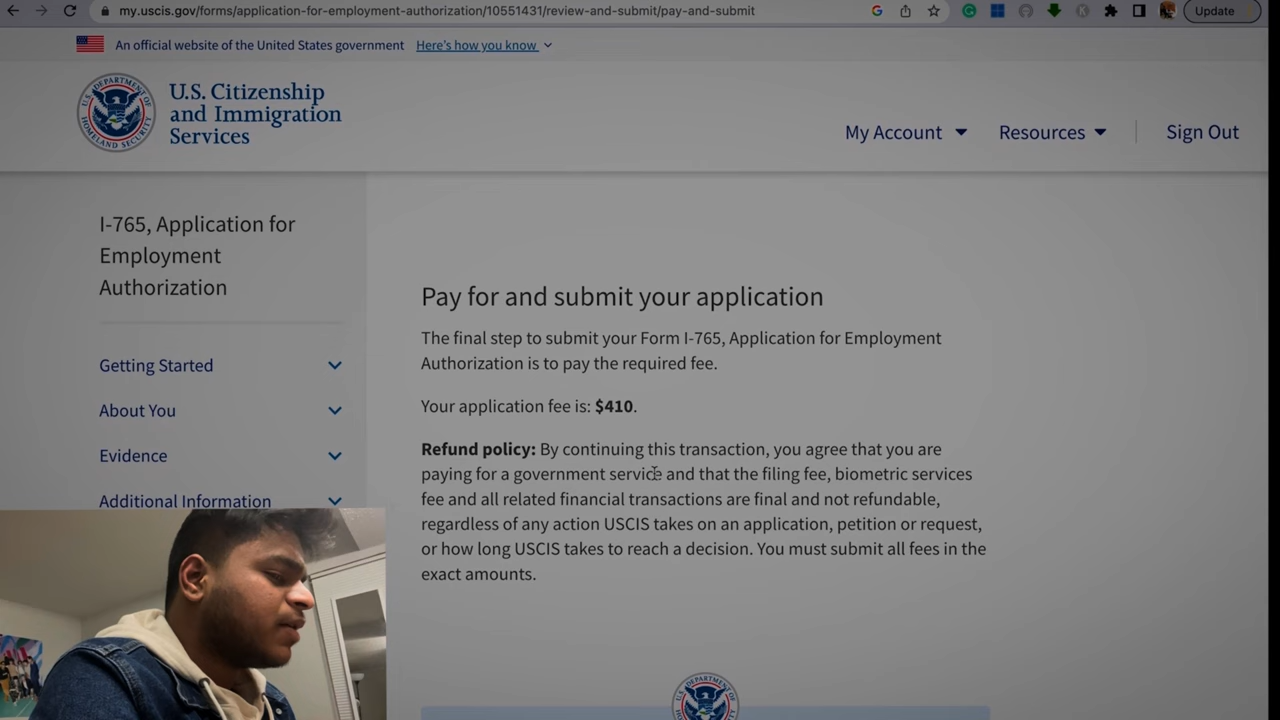 my.uscis.gov/forms/application-for-employment-authorization/10551431/review-and-submit/pay-and-submit
Update
An official website of the United States government Here's how you know
U.S. Citizenship
and Immigration
Services
My Account
Resources
Sign Out
I-765, Application for
Employment
Authorization
Getting Started
About You
Evidence
Additional Information
Pay for and submit your application
The final step to submit your Form I-765, Application for Employment
Authorization is to pay the required fee.
Your application fee is: $410.
Refund policy: By continuing this transaction, you agree that you are
paying for a government service and that the filing fee, biometric services
fee and all related financial transactions are final and not refundable,
regardless of any action USCIS takes on an application, petition or request,
or how long USCIS takes to reach a decision. You must submit all fees in the
exact amounts.